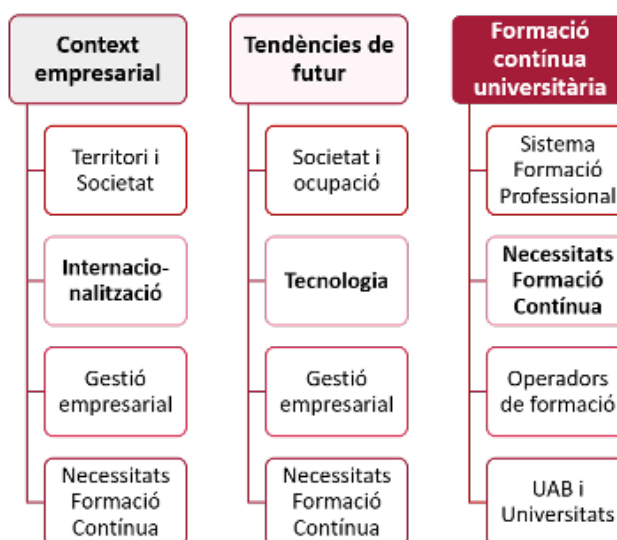 Context
empresarial
Territori i
Societat
Internacio-
nalització
Gestió
empresarial
Necessitats
Formació
Contínua
Tendències de
futur
Societat i
ocupació
Tecnologia
Gestió
empresarial
Necessitats
Formació
Contínua
Formació
contínua
universitària
Sistema
Formació
Professional
Necessitats
Formació
Contínua
Operadors
de formació
UAB i
Universitats